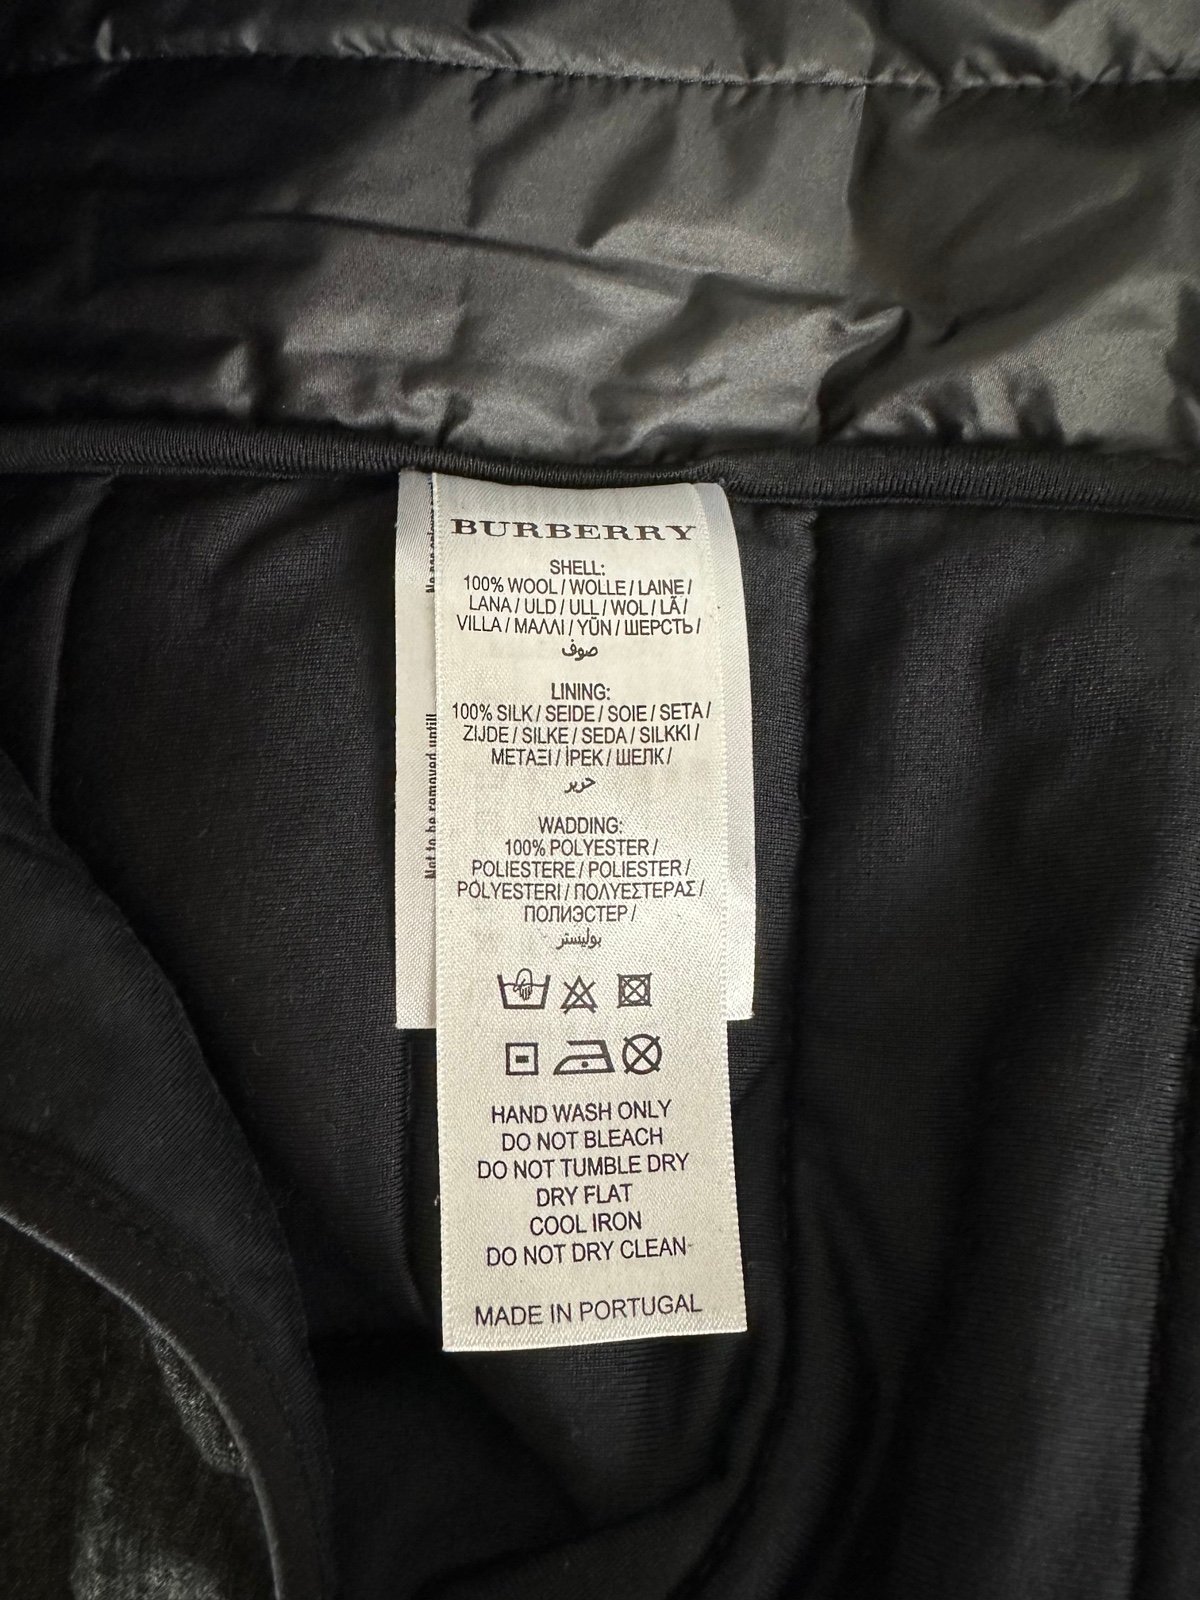 BURBERRY
SHELL:
100% WOOL / WOLLE / LAINE /
LANA / ULD / ULL / WOL / LÃ /
VILLA / ΜΑΛΛΙ / YÜN / ШЕРСТЬ /
صوف
LINING:
100% SILK / SEIDE / SOIE / SETA /
ZIJDE / SILKE / SEDA / SILKKI /
ΜΕΤΑΞΙ / İPEK / ШЕЛК /
حرير
WADDING:
100% POLYESTER /
POLIESTERE / POLIESTER /
POLYESTERI / ΠΟΛΥΕΣΤΕΡΑΣ /
ПОЛИЭСТЕР /
بوليستر
HAND WASH ONLY
DO NOT BLEACH
DO NOT TUMBLE DRY
DRY FLAT
COOL IRON
DO NOT DRY CLEAN
MADE IN PORTUGAL
Not to be removed untill